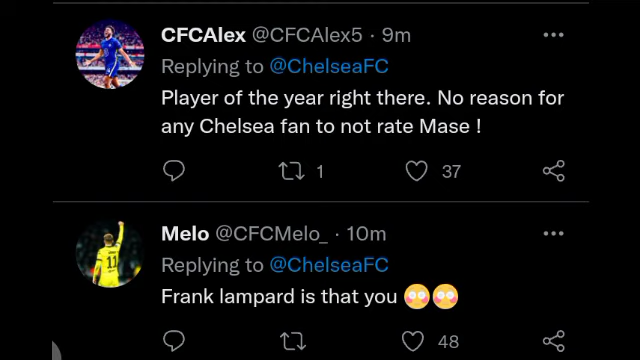 CFCAlex @CFCAlex5 · 9m
Replying to @ChelseaFC
Player of the year right there. No reason for
any Chelsea fan to not rate Mase !
1 37
Melo @CFCMelo_ · 10m
Replying to @ChelseaFC
Frank lampard is that you 😳😳
48